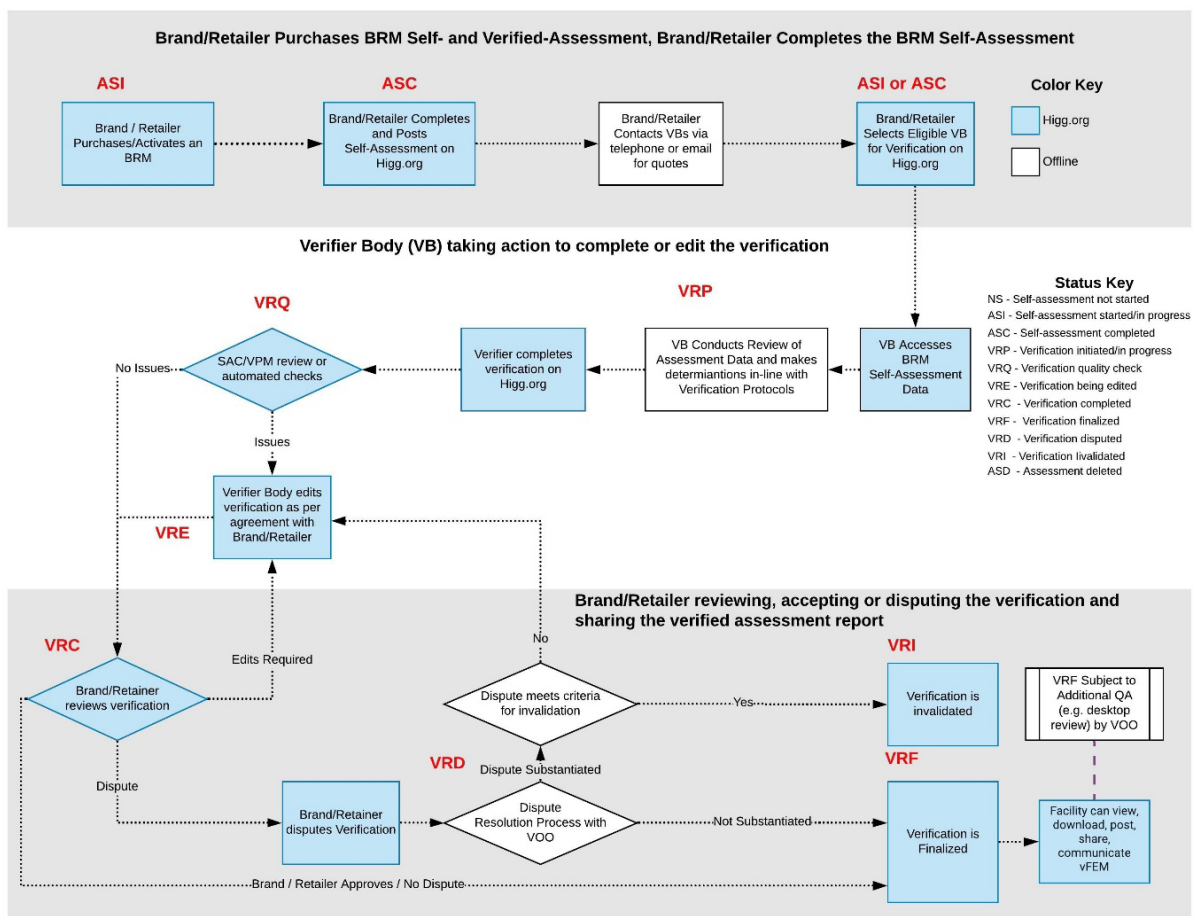 Brand/Retailer Purchases BRM Self- and Verified-Assessment, Brand/Retailer Completes the BRM Self-Assessment
ASI
ASC
ASI or ASC
Color Key
Brand / Retailer
Purchases/Activates an
BRM
Brand/Retailer Completes
and Posts
Self-Assessment on
Higg.org
Brand/Retailer
Contacts VBs via
telephone or email
for quotes
Brand/Retailer
Selects Eligible VB
for Verification on
Higg.org
Higg.org
Offline
Verifier Body (VB) taking action to complete or edit the verification
Status Key
NS - Self-assessment not started
ASI - Self-assessment started/in progress
ASC - Self-assessment completed
VRP - Verification initiated/in progress
VRQ - Verification quality check
VRE - Verification being edited
VRC - Verification completed
VRF - Verification finalized
VRD - Verification disputed
VRI - Verification Iivalidated
ASD - Assessment deleted
VRQ
VRP
No Issues
SAC/VPM review or
automated checks
Verifier completes
verification on
Higg.org
VB Conducts Review of
Assessment Data and makes
determiantions in-line with
Verification Protocols
VB Accesses
BRM
Self-Assessment
Data
Issues
Verifier Body edits
verification as per
agreement with
Brand/Retailer
VRE
Brand/Retailer reviewing, accepting or disputing the verification and
sharing the verified assessment report
VRC
Edits Required
No
VRI
Brand/Retainer
reviews verification
Dispute meets criteria
for invalidation
Yes
Verification is
invalidated
VRF Subject to
Additional QA
(e.g. desktop
review) by VOO
VRD
Dispute Substantiated
VRF
Dispute
Brand/Retainer
disputes Verification
Dispute
Resolution Process with
VOO
Not Substantiated
Verification is
Finalized
Facility can view,
download, post,
share,
communicate
vFEM
Brand / Retailer Approves / No Dispute